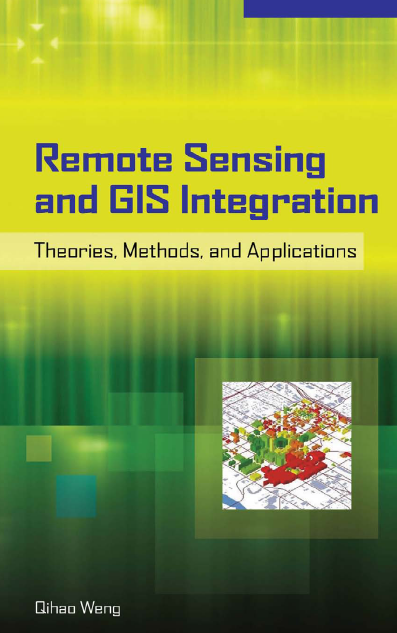 Remote Sensing
and GIS Integration
Theories, Methods, and Applications
Qihao Weng